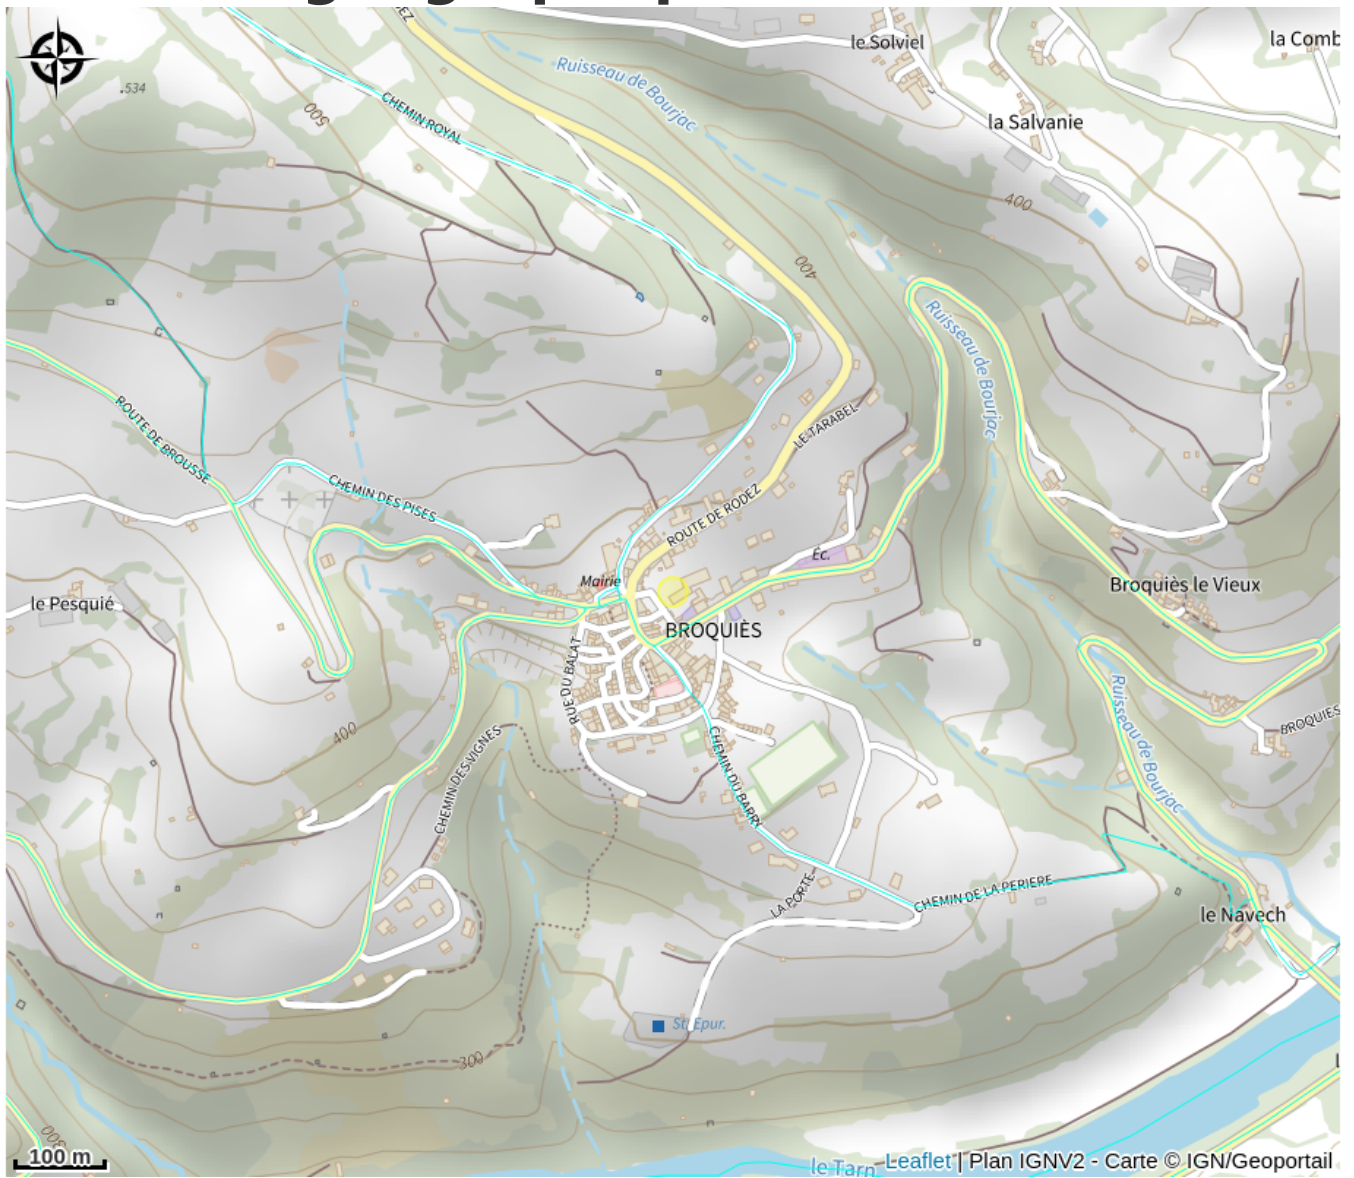 le Solviel
la Comb
Ruisseau de Bourjac
.534
CHEMIN ROYAL
500
la Salvanie
400
400
Ruisseau de Bourjac
ROUTE DE BROUSSE
LE TARABEL
CHEMIN DES PISES
ROUTE DE RODEZ
Éc.
Mairie
Broquiès le Vieux
le Pesquié
BROQUIÈS
RUE DU BALAT
Ruisseau de Bourjac
BROQUIES
400
CHEMIN DES VIGNES
CHEMIN DU BARRY
LA PORTE
CHEMIN DE LA PERIERE
le Navech
St. Epur.
300
300
100 m
le Tarn
Leaflet | Plan IGNV2 - Carte © IGN/Geoportail